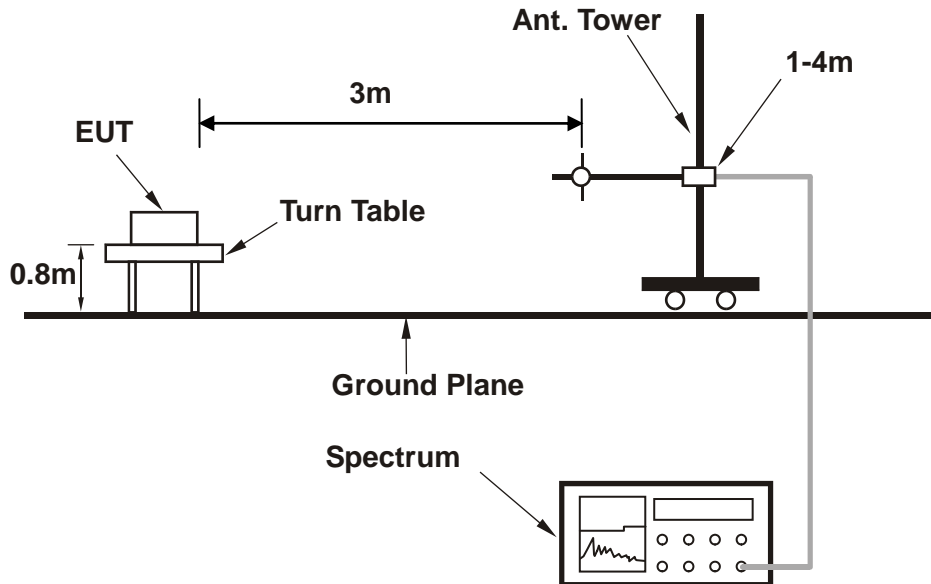 Ant. Tower
1-4m
3m
EUT
Turn Table
0.8m
Ground Plane
Spectrum